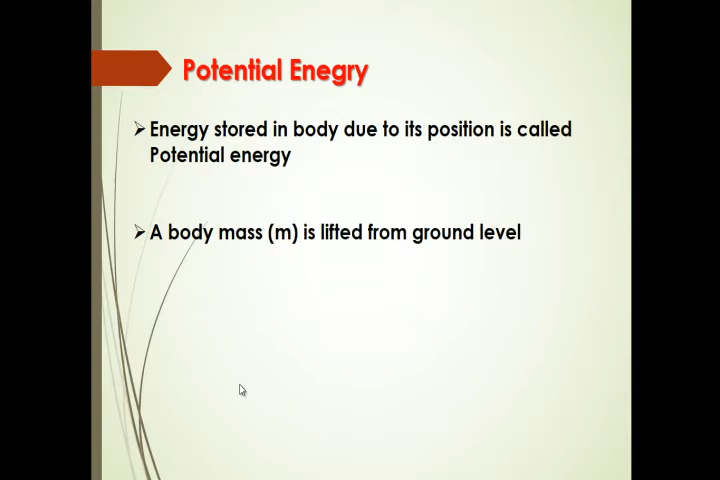 Potential Enegry
➢ Energy stored in body due to its position is called
Potential energy
➢ A body mass (m) is lifted from ground level